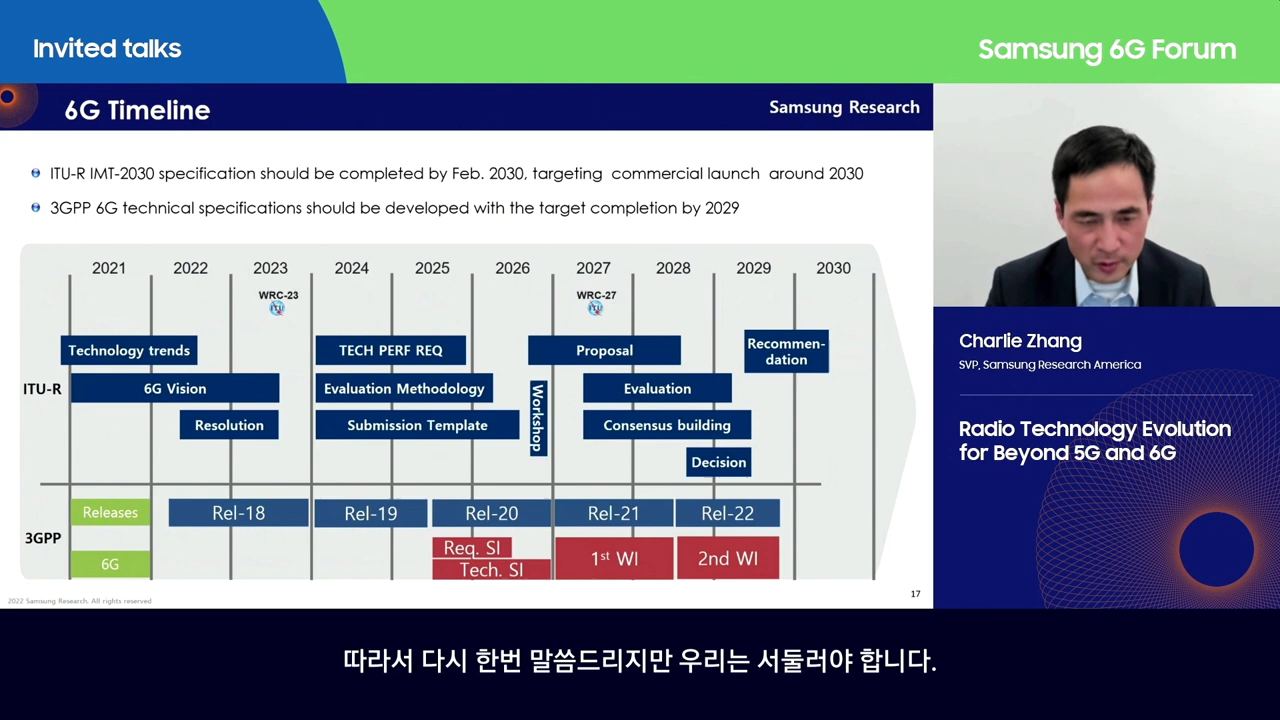 Invited talks
Samsung 6G Forum
6G Timeline
Samsung Research
ITU-R IMT-2030 specification should be completed by Feb. 2030, targeting commercial launch around 2030
3GPP 6G technical specifications should be developed with the target completion by 2029
2021 2022 2023 2024 2025 2026 2027 2028 2029 2030
WRC-23 WRC-27
ITU ITU
Technology trends TECH PERF REQ Proposal Recommen-
dation
ITU-R 6G Vision Evaluation Methodology Workshop Evaluation
Resolution Submission Template Consensus building
Decision
Releases Rel-18 Rel-19 Rel-20 Rel-21 Rel-22
3GPP
6G Req. SI 1st WI 2nd WI
Tech. SI
2022 Samsung Research. All rights reserved
17
Charlie Zhang
SVP, Samsung Research America
Radio Technology Evolution
for Beyond 5G and 6G
따라서 다시 한번 말씀드리지만 우리는 서둘러야 합니다.